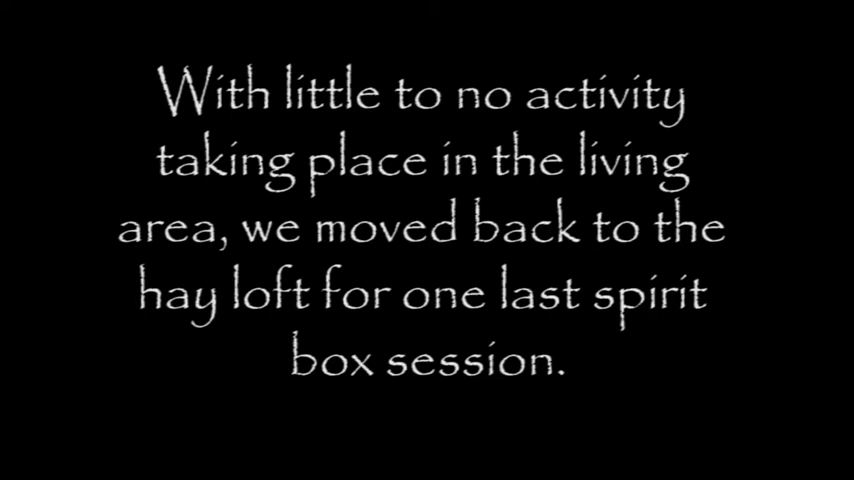 With little to no activity
taking place in the living
area, we moved back to the
hay loft for one last spirit
box session.